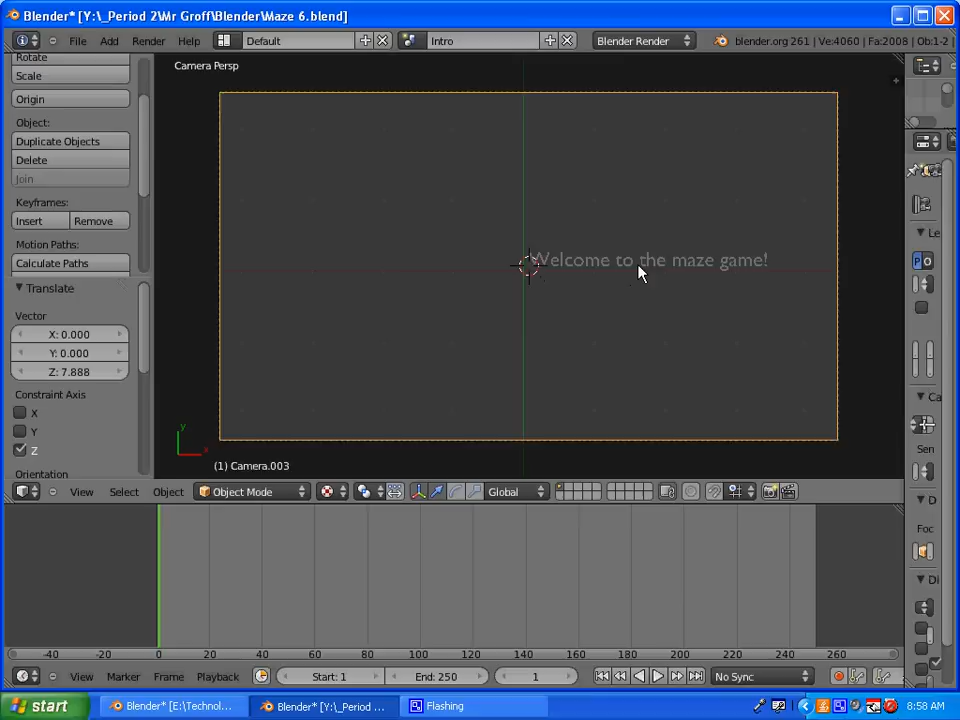 Blender* [Y:\_Period 2\Mr Groff\Blender\Maze 6.blend]
File Add Render Help Default Intro Blender Render blender.org 261 | Ve:4060 | Fa:2008 | Ob:1-2
Camera Persp
Rotate
Scale
Origin
Object:
Duplicate Objects
Delete
Join
Keyframes:
Insert Remove
Motion Paths:
Calculate Paths
Translate
Vector
X: 0.000
Y: 0.000
Z: 7.888
Constraint Axis
X
Y
Z
Orientation
Welcome to the maze game!
y
x
(1) Camera.003
Le
P O
Ca
Sen
D
Foc
Di
View Select Object Object Mode Global
-40 -20 0 20 40 60 80 100 120 140 160 180 200 220 240 260
View Marker Frame Playback Start: 1 End: 250 1 No Sync
start Blender* [E:\Technol... Blender* [Y:\_Period ... Flashing 8:58 AM